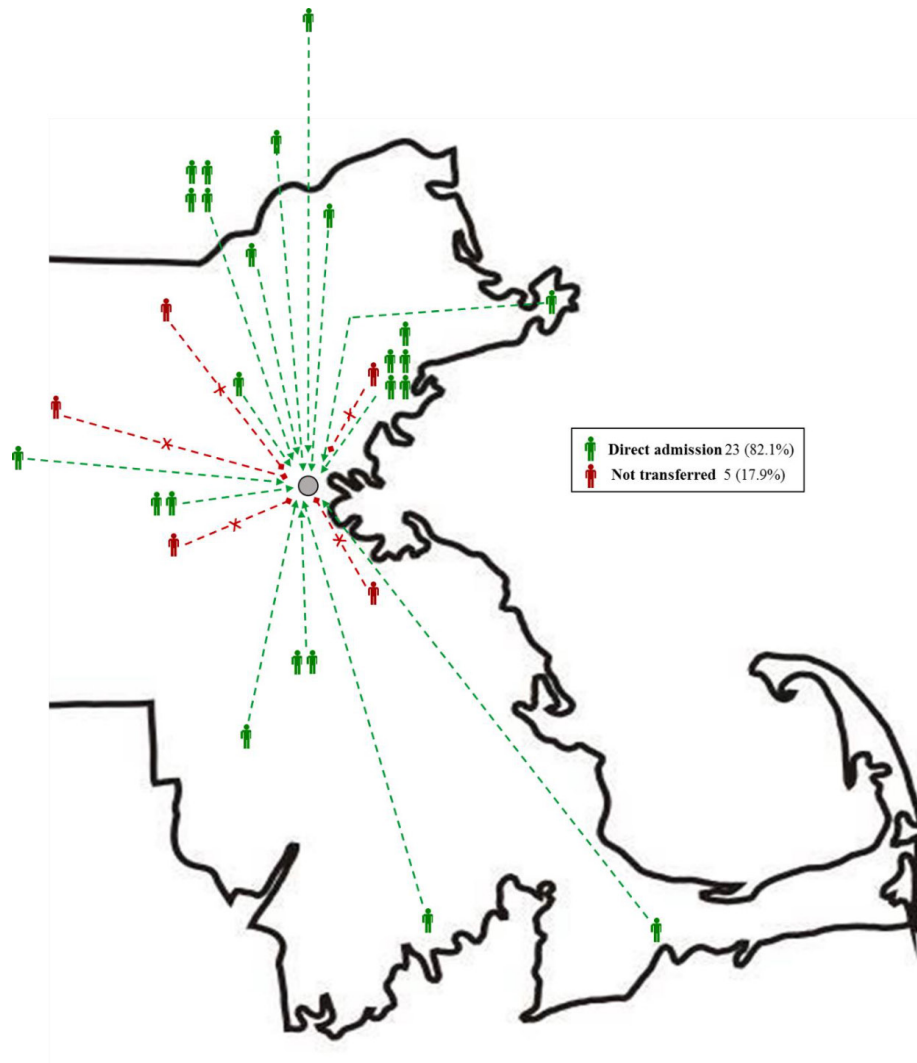 Direct admission 23 (82.1%)
Not transferred 5 (17.9%)